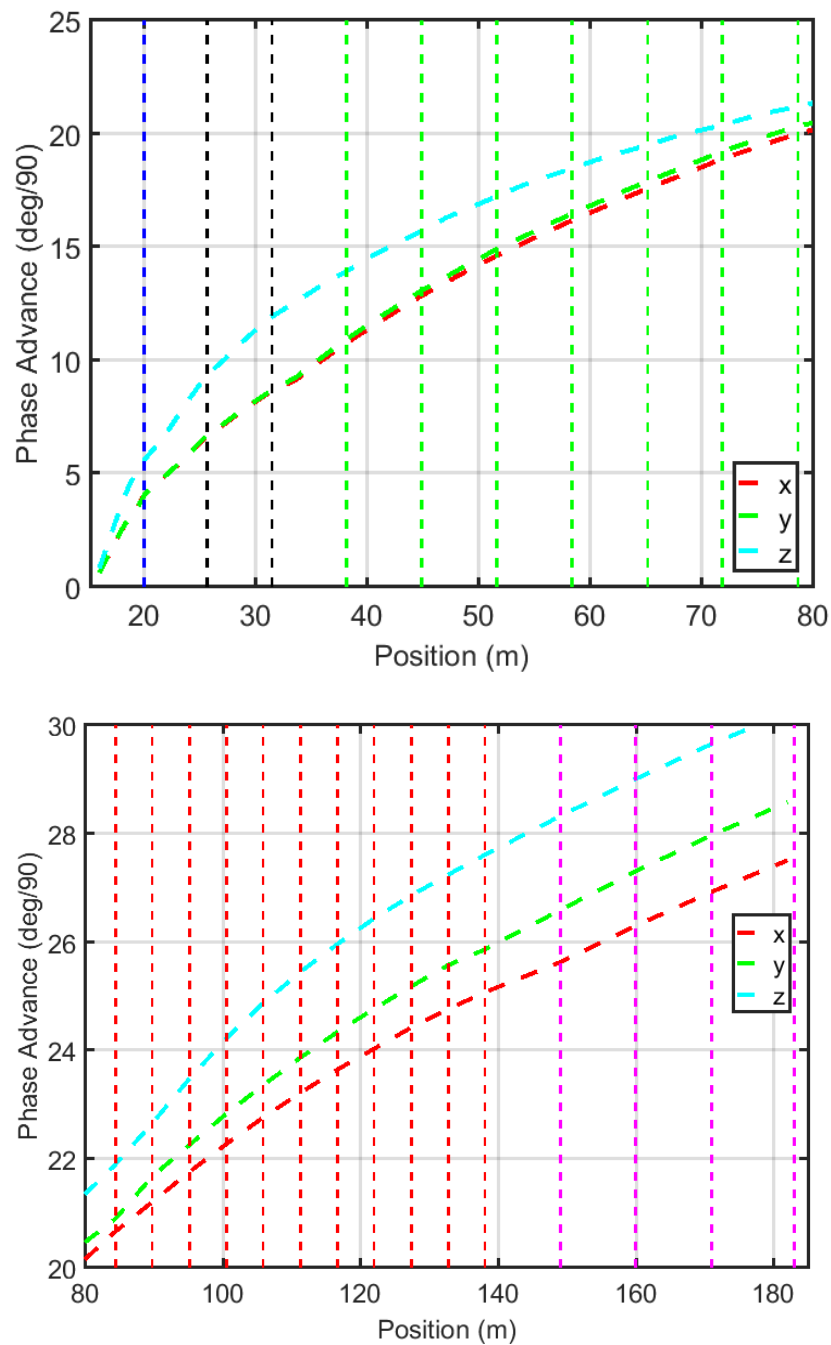 25
20
15
10
5
0
Phase Advance (deg/90)
x
y
z
20 30 40 50 60 70 80
Position (m)
30
28
26
24
22
20
Phase Advance (deg/90)
x
y
z
80 100 120 140 160 180
Position (m)